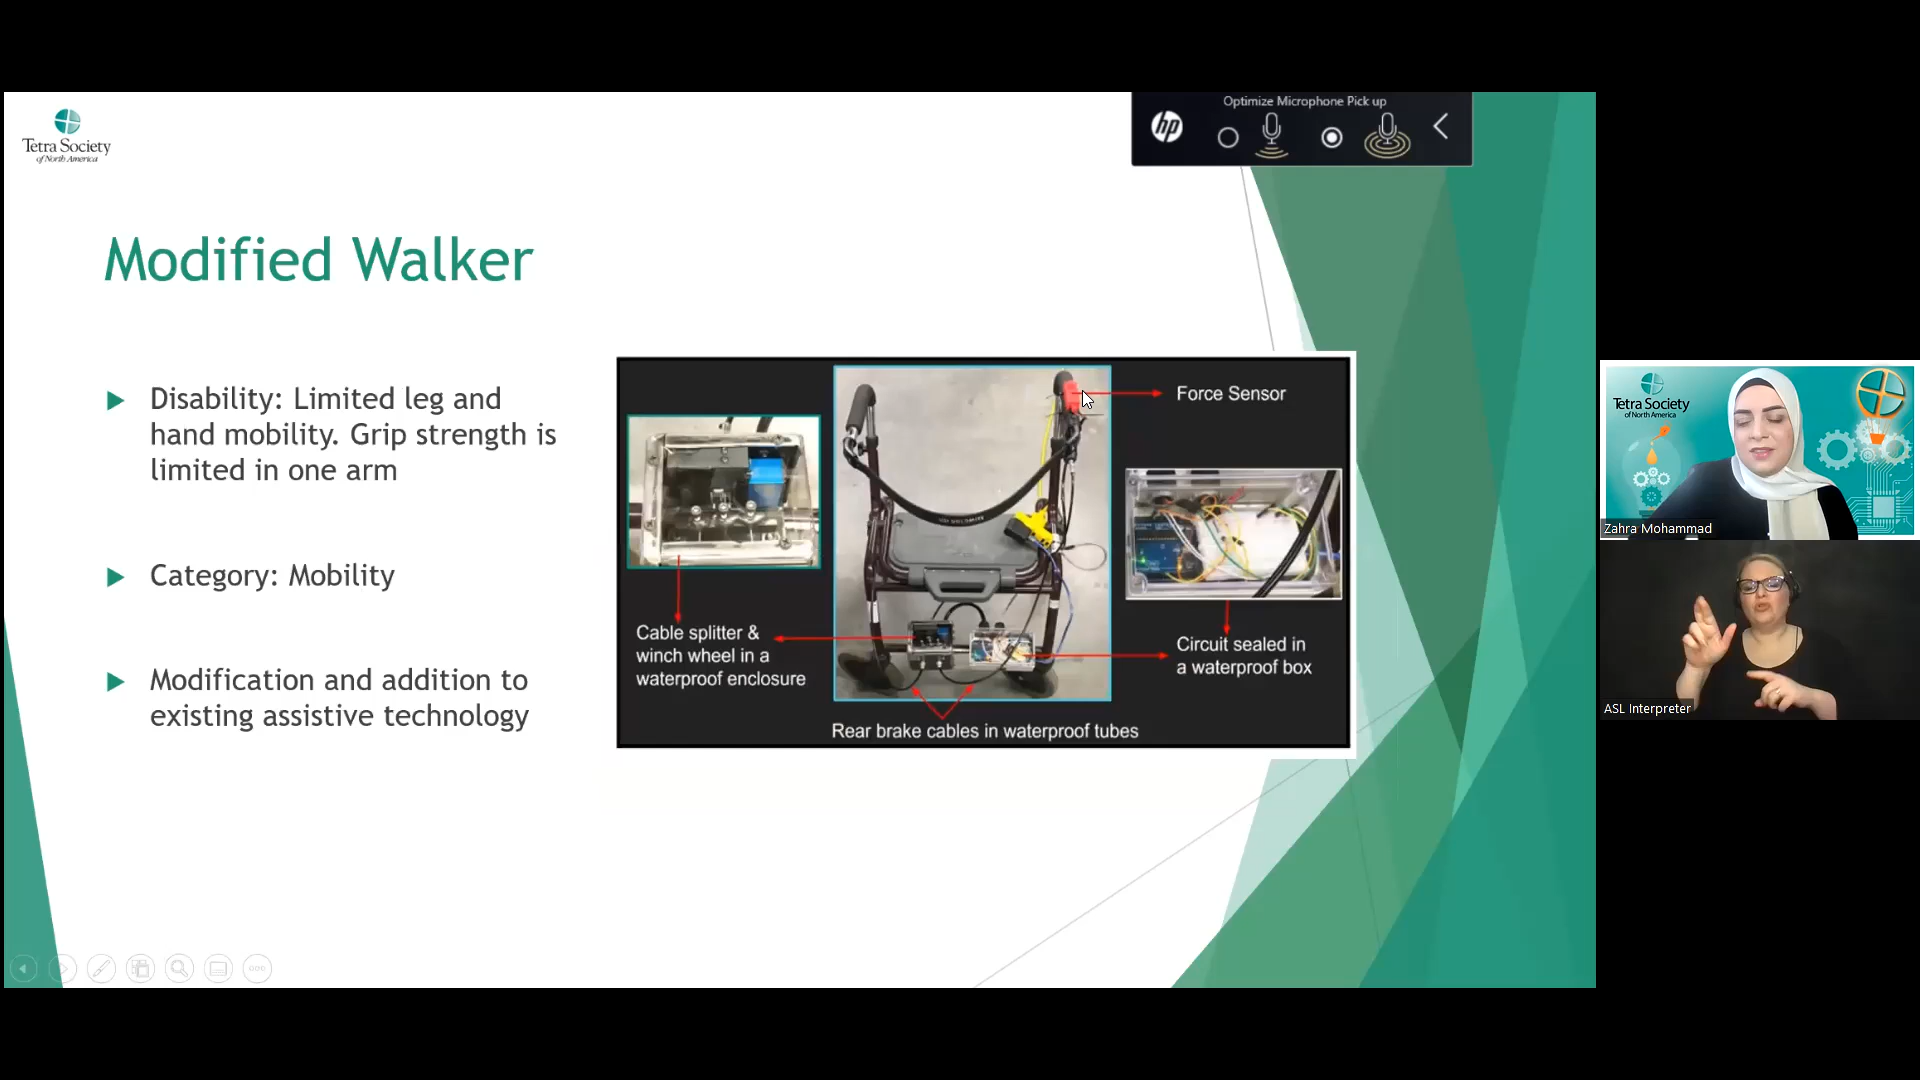 Optimize Microphone Pick up
hp
Tetra Society
of North America
Modified Walker
Disability: Limited leg and
hand mobility. Grip strength is
limited in one arm
Category: Mobility
Modification and addition to
existing assistive technology
Force Sensor
Cable splitter &
winch wheel in a
waterproof enclosure
Circuit sealed in
a waterproof box
Rear brake cables in waterproof tubes
Tetra Society
of North America
Zahra Mohammad
ASL Interpreter